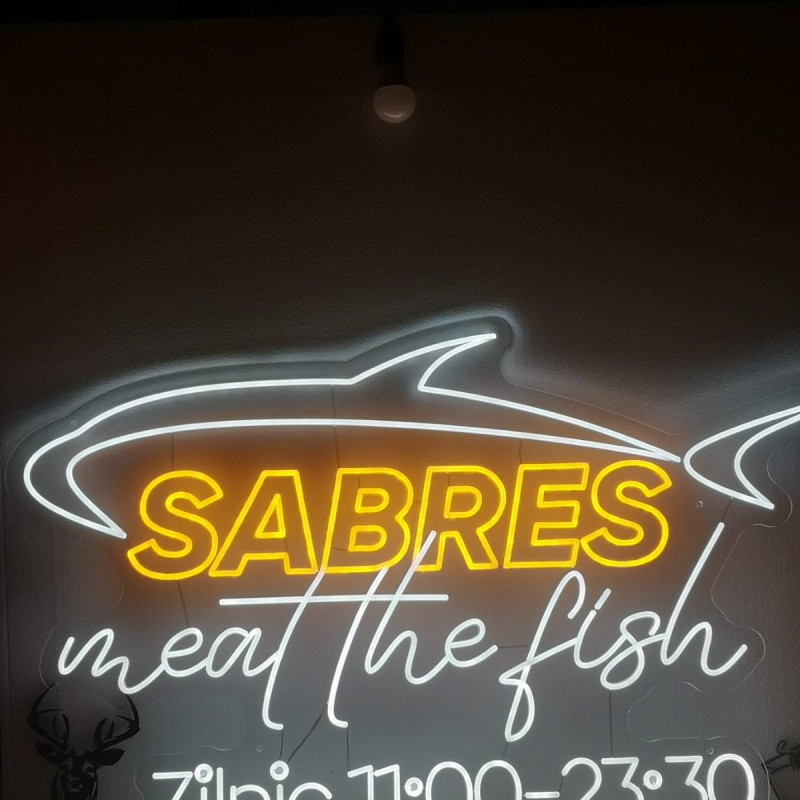 SABRES
meat the fish
Zilnic 11:00-23:30